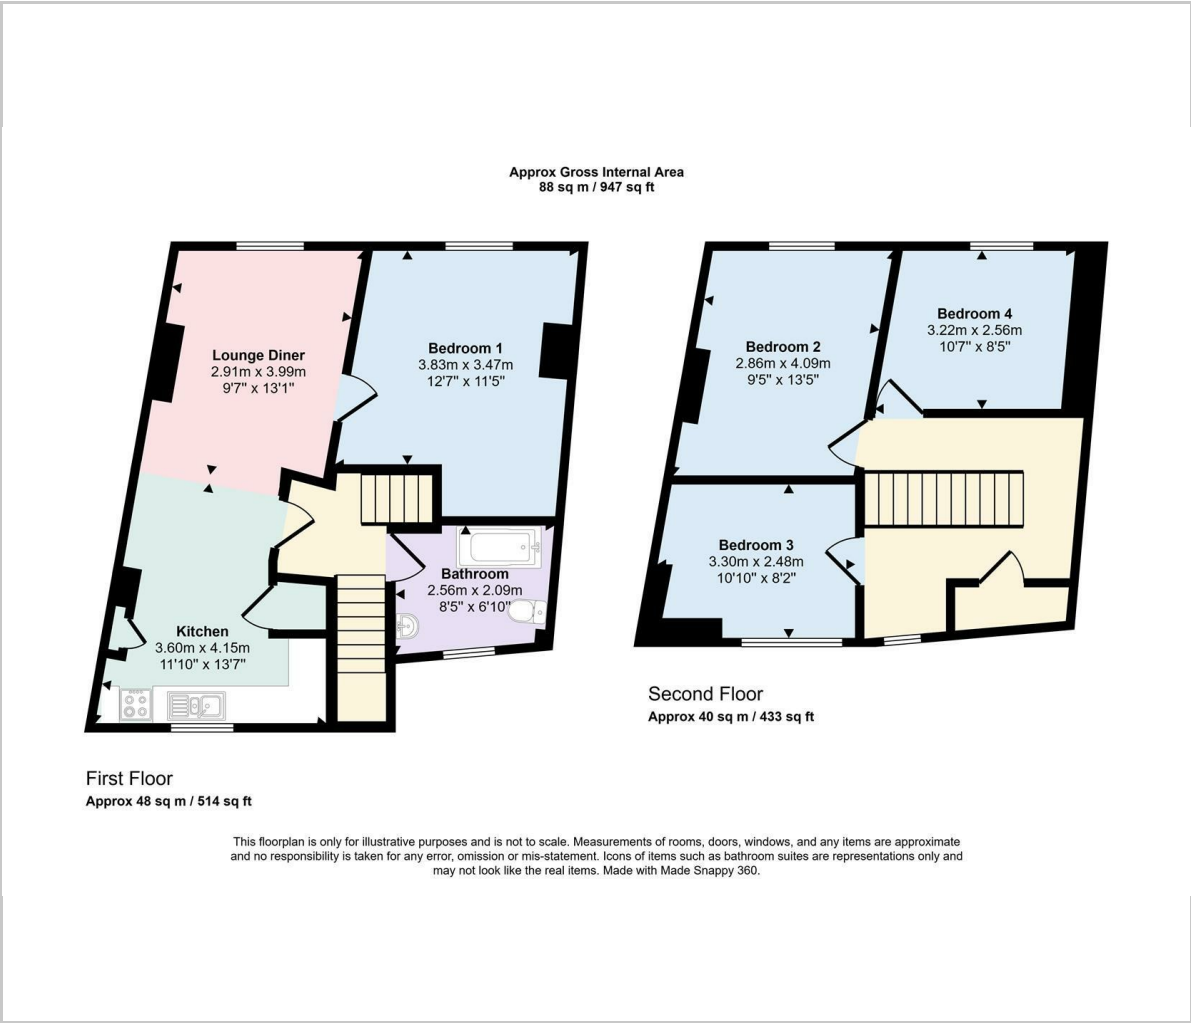 Approx Gross Internal Area
88 sq m / 947 sq ft
Lounge Diner
2.91m x 3.99m
9'7" x 13'1"
Bedroom 1
3.83m x 3.47m
12'7" x 11'5"
Bathroom
2.56m x 2.09m
8'5" x 6'10"
Kitchen
3.60m x 4.15m
11'10" x 13'7"
First Floor
Approx 48 sq m / 514 sq ft
Bedroom 2
2.86m x 4.09m
9'5" x 13'5"
Bedroom 4
3.22m x 2.56m
10'7" x 8'5"
Bedroom 3
3.30m x 2.48m
10'10" x 8'2"
Second Floor
Approx 40 sq m / 433 sq ft
This floorplan is only for illustrative purposes and is not to scale. Measurements of rooms, doors, windows, and any items are approximate
and no responsibility is taken for any error, omission or mis-statement. Icons of items such as bathroom suites are representations only and
may not look like the real items. Made with Made Snappy 360.